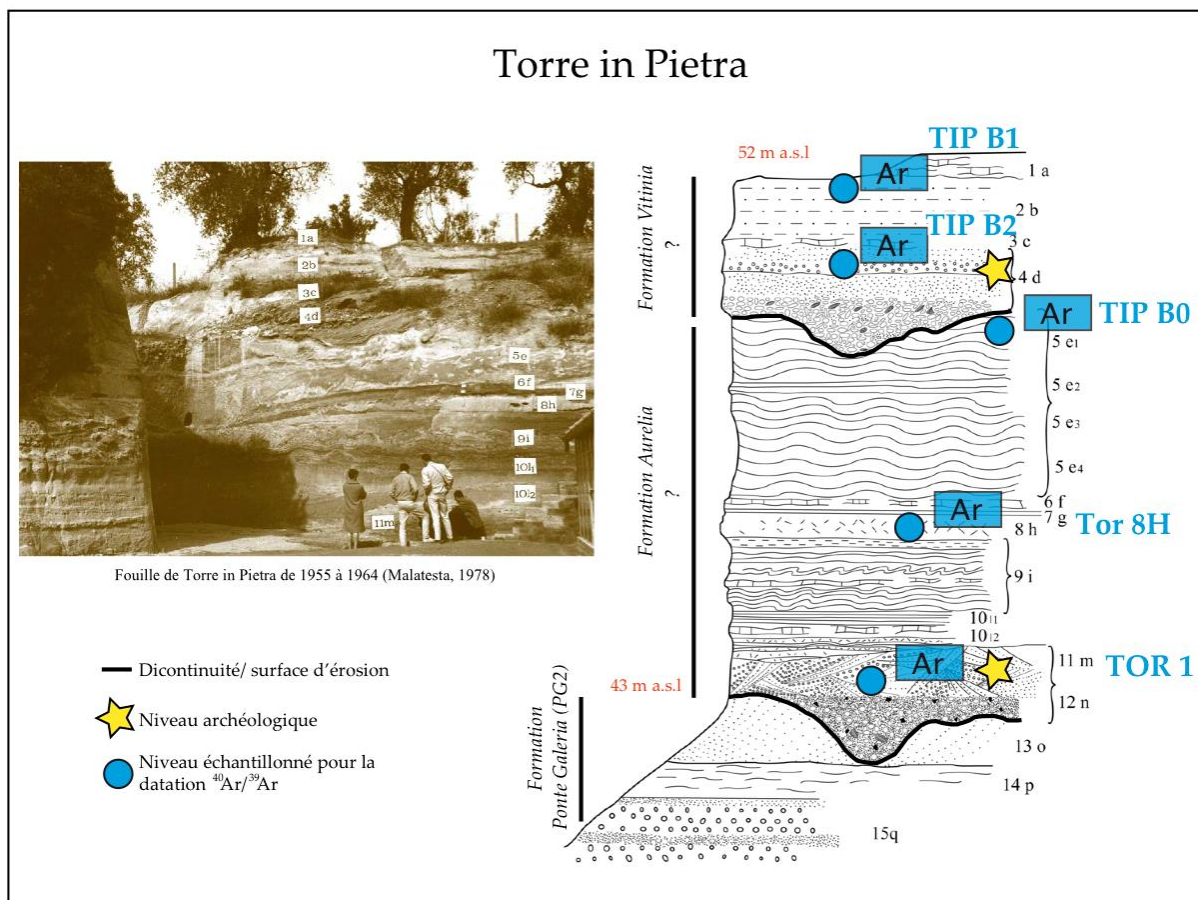 Torre in Pietra
1a
2b
3c
4d
5e
6f
7g
8h
9i
10l1
10l2
11m
Fouille de Torre in Pietra de 1955 à 1964 (Malatesta, 1978)
Dicontinuité/ surface d'érosion
Niveau archéologique
Niveau échantillonné pour la
datation ⁴⁰Ar/³⁹Ar
52 m a.s.l
43 m a.s.l
Formation Vitinia
?
Formation Aurelia
?
Formation
Ponte Galeria (PG2)
TIP B1
Ar
1 a
2 b
TIP B2
Ar
3 c
4 d
Ar
TIP B0
5 e1
5 e2
5 e3
5 e4
Ar
6 f
7 g
8 h
Tor 8H
9 i
10 l1
10 l2
Ar
11 m
TOR 1
12 n
13 o
14 p
15q